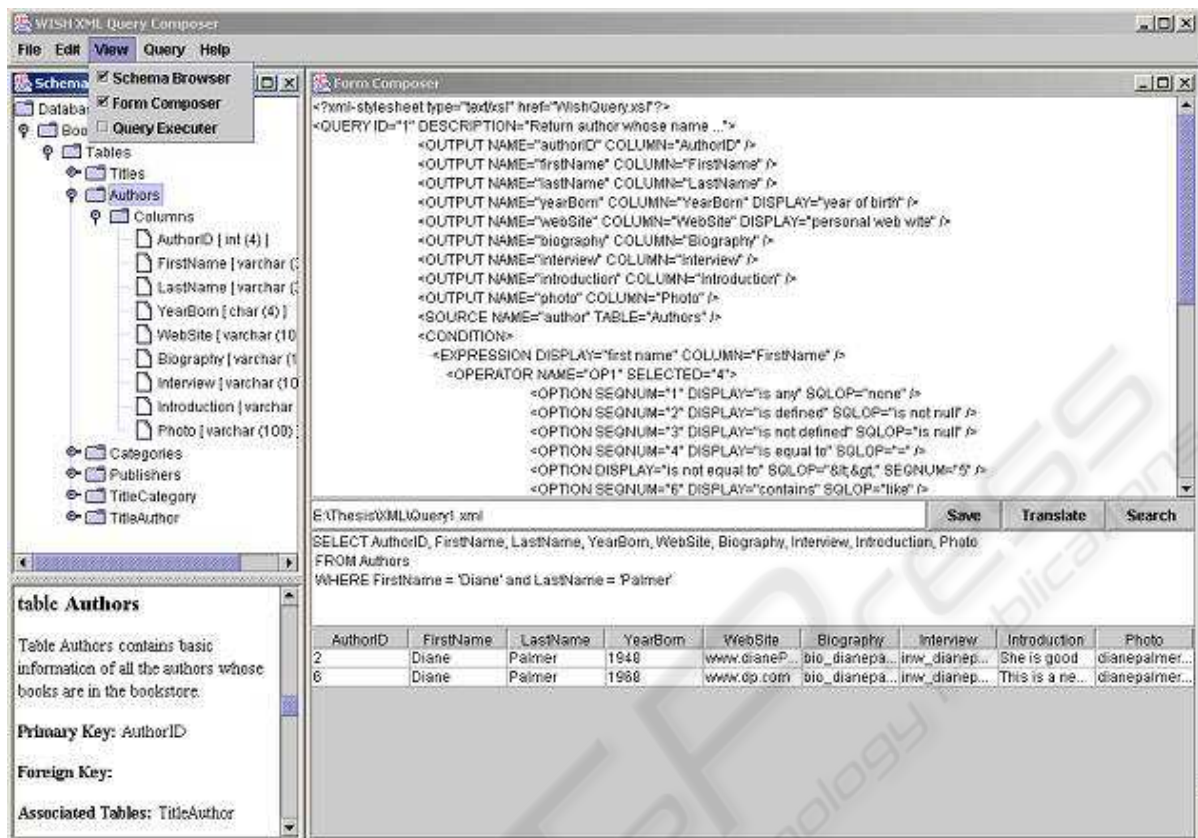 WISH XML Query Composer
File Edit View Query Help
Schema
Schema Browser
Form Composer
Query Executer
Databa
Boo
Tables
Titles
Authors
Columns
AuthorID [ int (4) ]
FirstName [ varchar (
LastName [ varchar (
YearBorn [ char (4) ]
WebSite [ varchar (10
Biography [ varchar (1
Interview [ varchar (10
Introduction [ varchar
Photo [ varchar (100) ]
Categories
Publishers
TitleCategory
TitleAuthor
table Authors
Table Authors contains basic
information of all the authors whose
books are in the bookstore.
Primary Key: AuthorID
Foreign Key:
Associated Tables: TitleAuthor
Form Composer
<?xml-stylesheet type="text/xsl" href="WishQuery.xsl"?>
<QUERY ID="1" DESCRIPTION="Return author whose name ...">
<OUTPUT NAME="authorID" COLUMN="AuthorID" />
<OUTPUT NAME="firstName" COLUMN="FirstName" />
<OUTPUT NAME="lastName" COLUMN="LastName" />
<OUTPUT NAME="yearBorn" COLUMN="YearBorn" DISPLAY="year of birth" />
<OUTPUT NAME="webSite" COLUMN="WebSite" DISPLAY="personal web wite" />
<OUTPUT NAME="biography" COLUMN="Biography" />
<OUTPUT NAME="interview" COLUMN="Interview" />
<OUTPUT NAME="introduction" COLUMN="Introduction" />
<OUTPUT NAME="photo" COLUMN="Photo" />
<SOURCE NAME="author" TABLE="Authors" />
<CONDITION>
<EXPRESSION DISPLAY="first name" COLUMN="FirstName" />
<OPERATOR NAME="OP1" SELECTED="4">
<OPTION SEQNUM="1" DISPLAY="is any" SQLOP="none" />
<OPTION SEQNUM="2" DISPLAY="is defined" SQLOP="is not null" />
<OPTION SEQNUM="3" DISPLAY="is not defined" SQLOP="is null" />
<OPTION SEQNUM="4" DISPLAY="is equal to" SQLOP="=" />
<OPTION DISPLAY="is not equal to" SQLOP="&lt;&gt;" SEQNUM="5" />
<OPTION SEQNUM="6" DISPLAY="contains" SQLOP="like" />
E:\Thesis\XML\Query1.xml Save Translate Search
SELECT AuthorID, FirstName, LastName, YearBorn, WebSite, Biography, Interview, Introduction, Photo
FROM Authors
WHERE FirstName = 'Diane' and LastName = 'Palmer'
AuthorID FirstName LastName YearBorn WebSite Biography Interview Introduction Photo
2 Diane Palmer 1948 www.dianeP... bio_dianepa... inw_dianep... She is good dianepalmer...
6 Diane Palmer 1968 www.dp.com bio_dianepa... inw_dianep... This is a ne... dianepalmer...